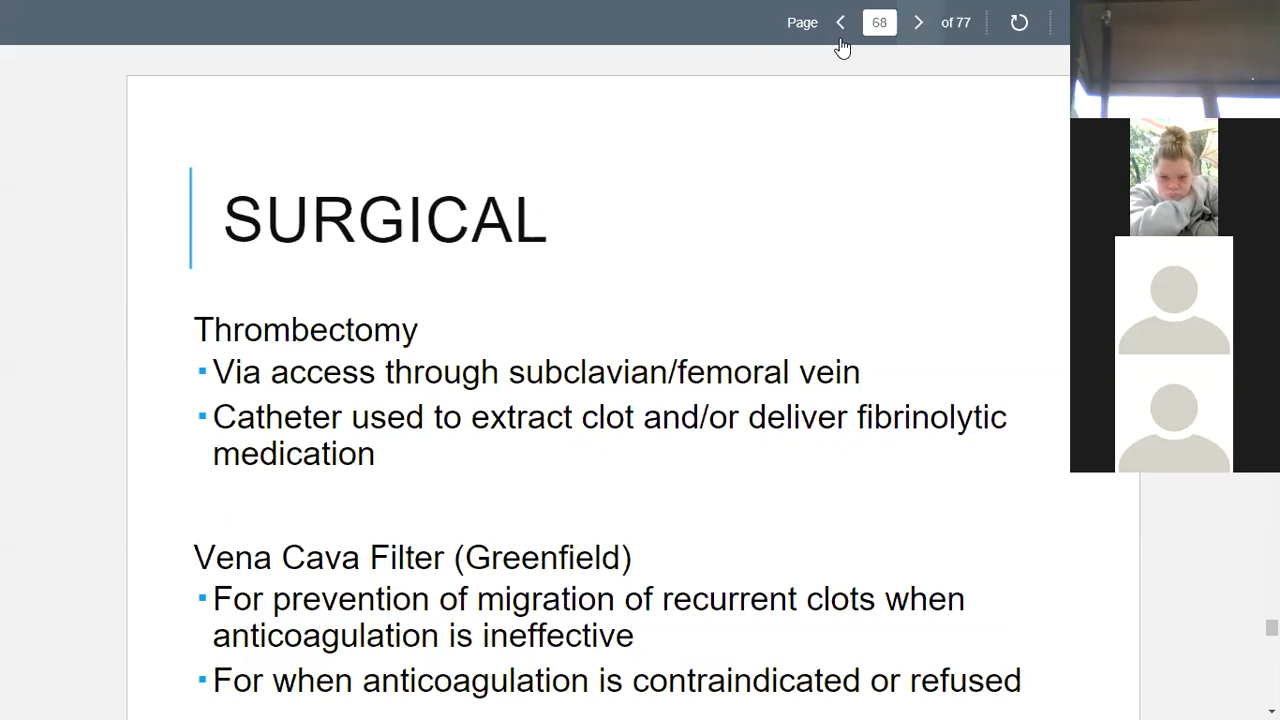 Page 68 of 77
SURGICAL
Thrombectomy
▪Via access through subclavian/femoral vein
▪Catheter used to extract clot and/or deliver fibrinolytic
medication
Vena Cava Filter (Greenfield)
▪For prevention of migration of recurrent clots when
anticoagulation is ineffective
▪For when anticoagulation is contraindicated or refused